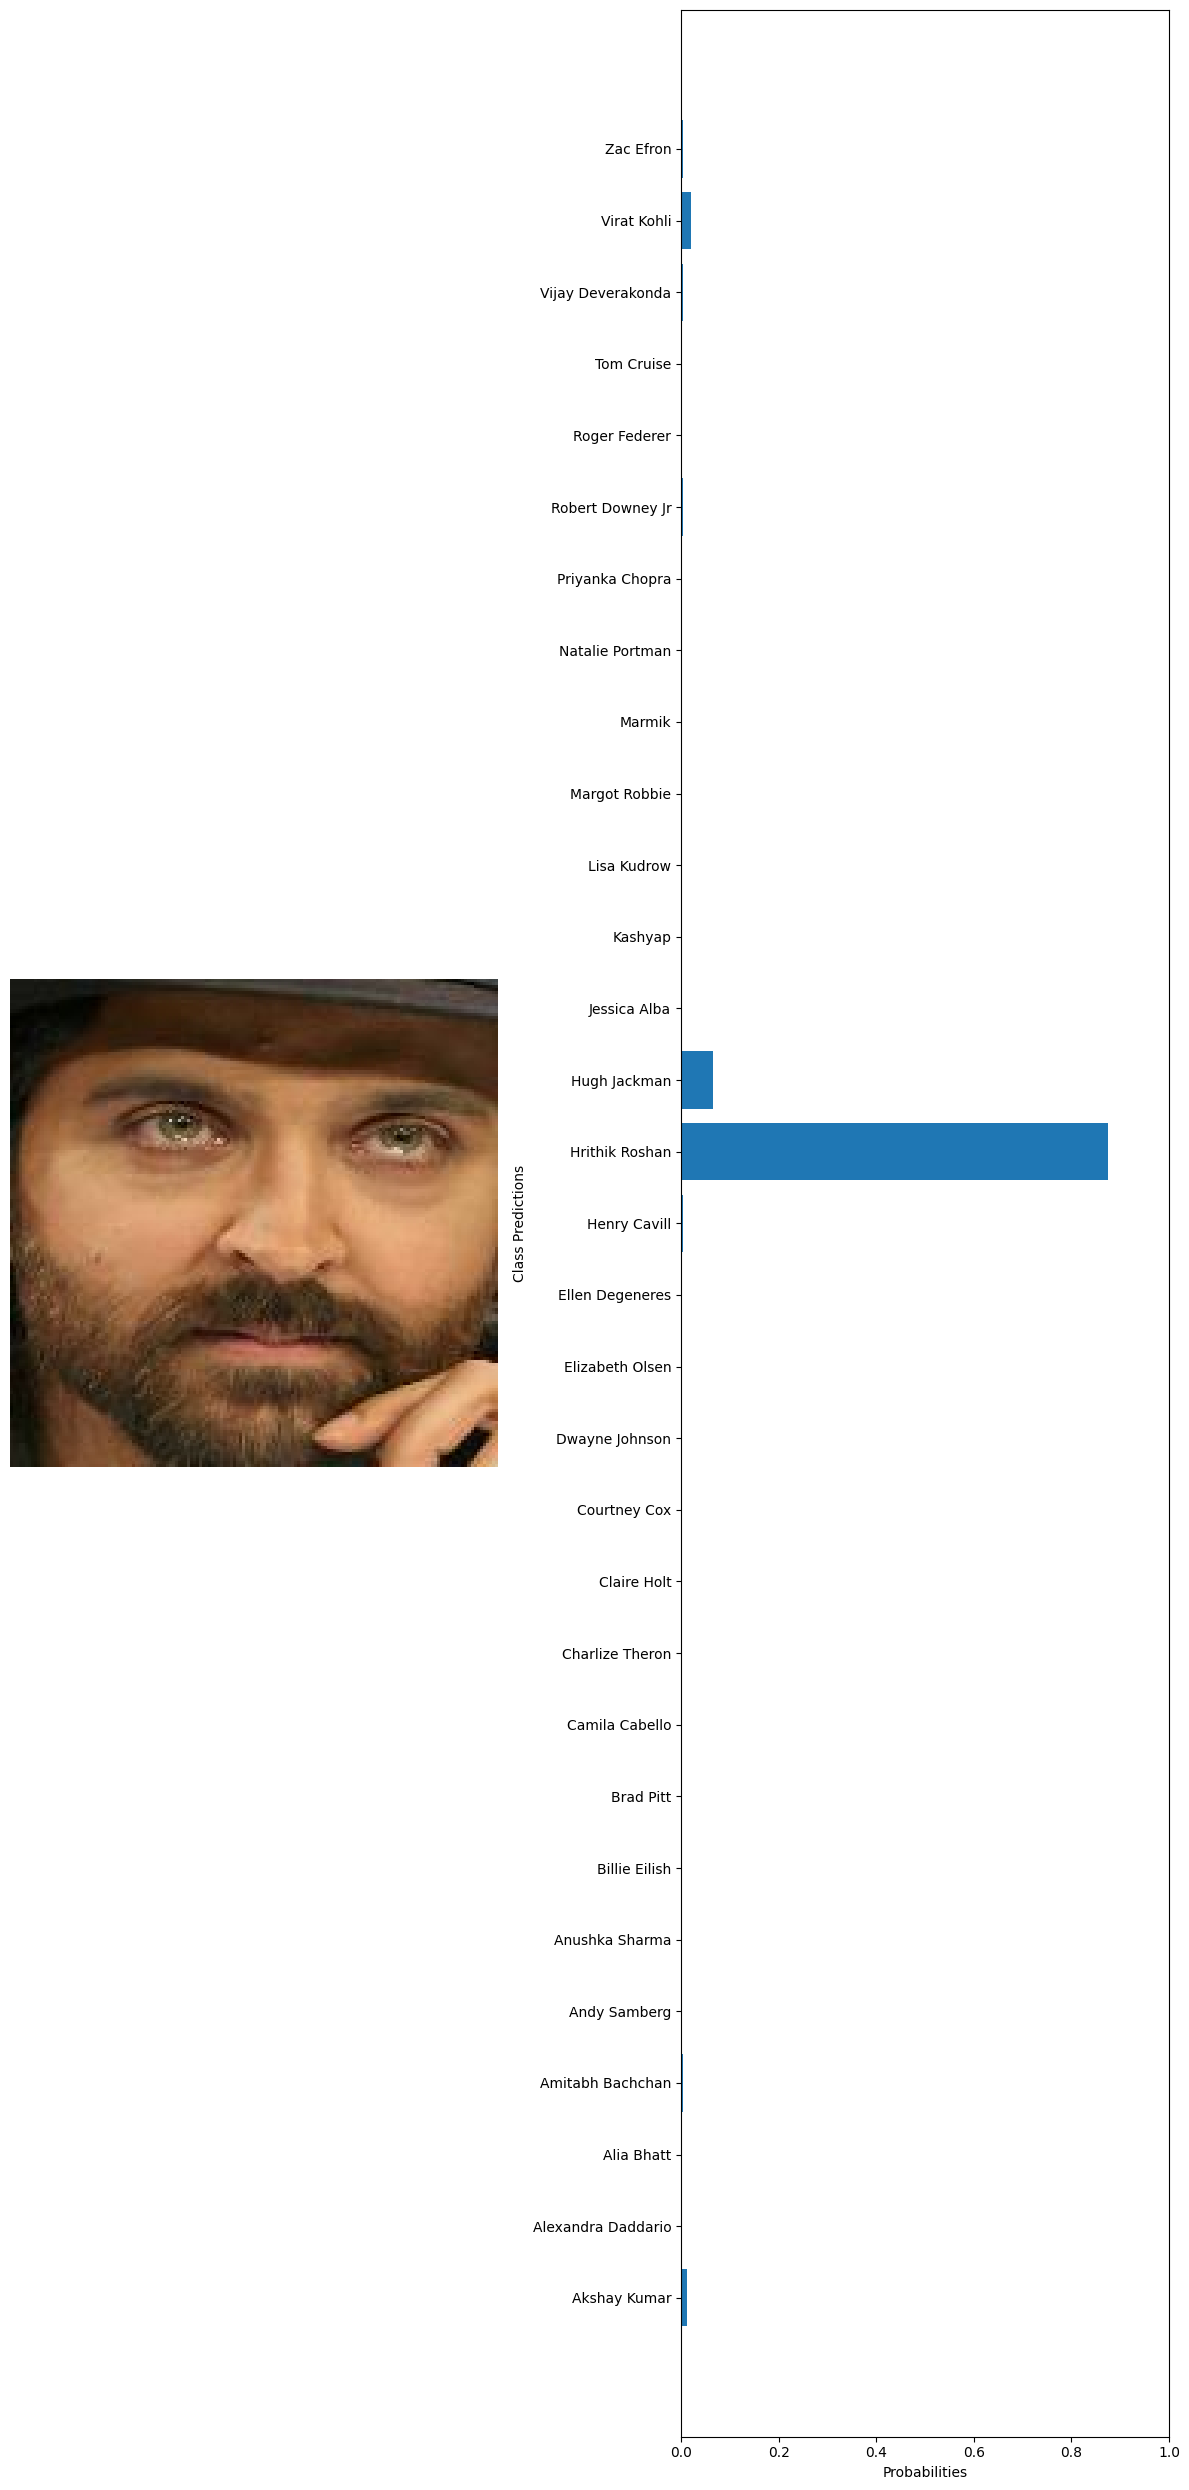 Zac Efron
Virat Kohli
Vijay Deverakonda
Tom Cruise
Roger Federer
Robert Downey Jr
Priyanka Chopra
Natalie Portman
Marmik
Margot Robbie
Lisa Kudrow
Kashyap
Jessica Alba
Hugh Jackman
Hrithik Roshan
Henry Cavill
Ellen Degeneres
Elizabeth Olsen
Dwayne Johnson
Courtney Cox
Claire Holt
Charlize Theron
Camila Cabello
Brad Pitt
Billie Eilish
Anushka Sharma
Andy Samberg
Amitabh Bachchan
Alia Bhatt
Alexandra Daddario
Akshay Kumar
Class Predictions
0.0 0.2 0.4 0.6 0.8 1.0
Probabilities